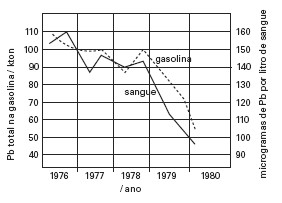 Pb total na gasolina / kton
110
100
90
80
70
60
50
40
gasolina
sangue
160
150
140
130
120
110
100
90
microgramas de Pb por litro de sangue
1976 1977 1978 1979 1980
/ ano